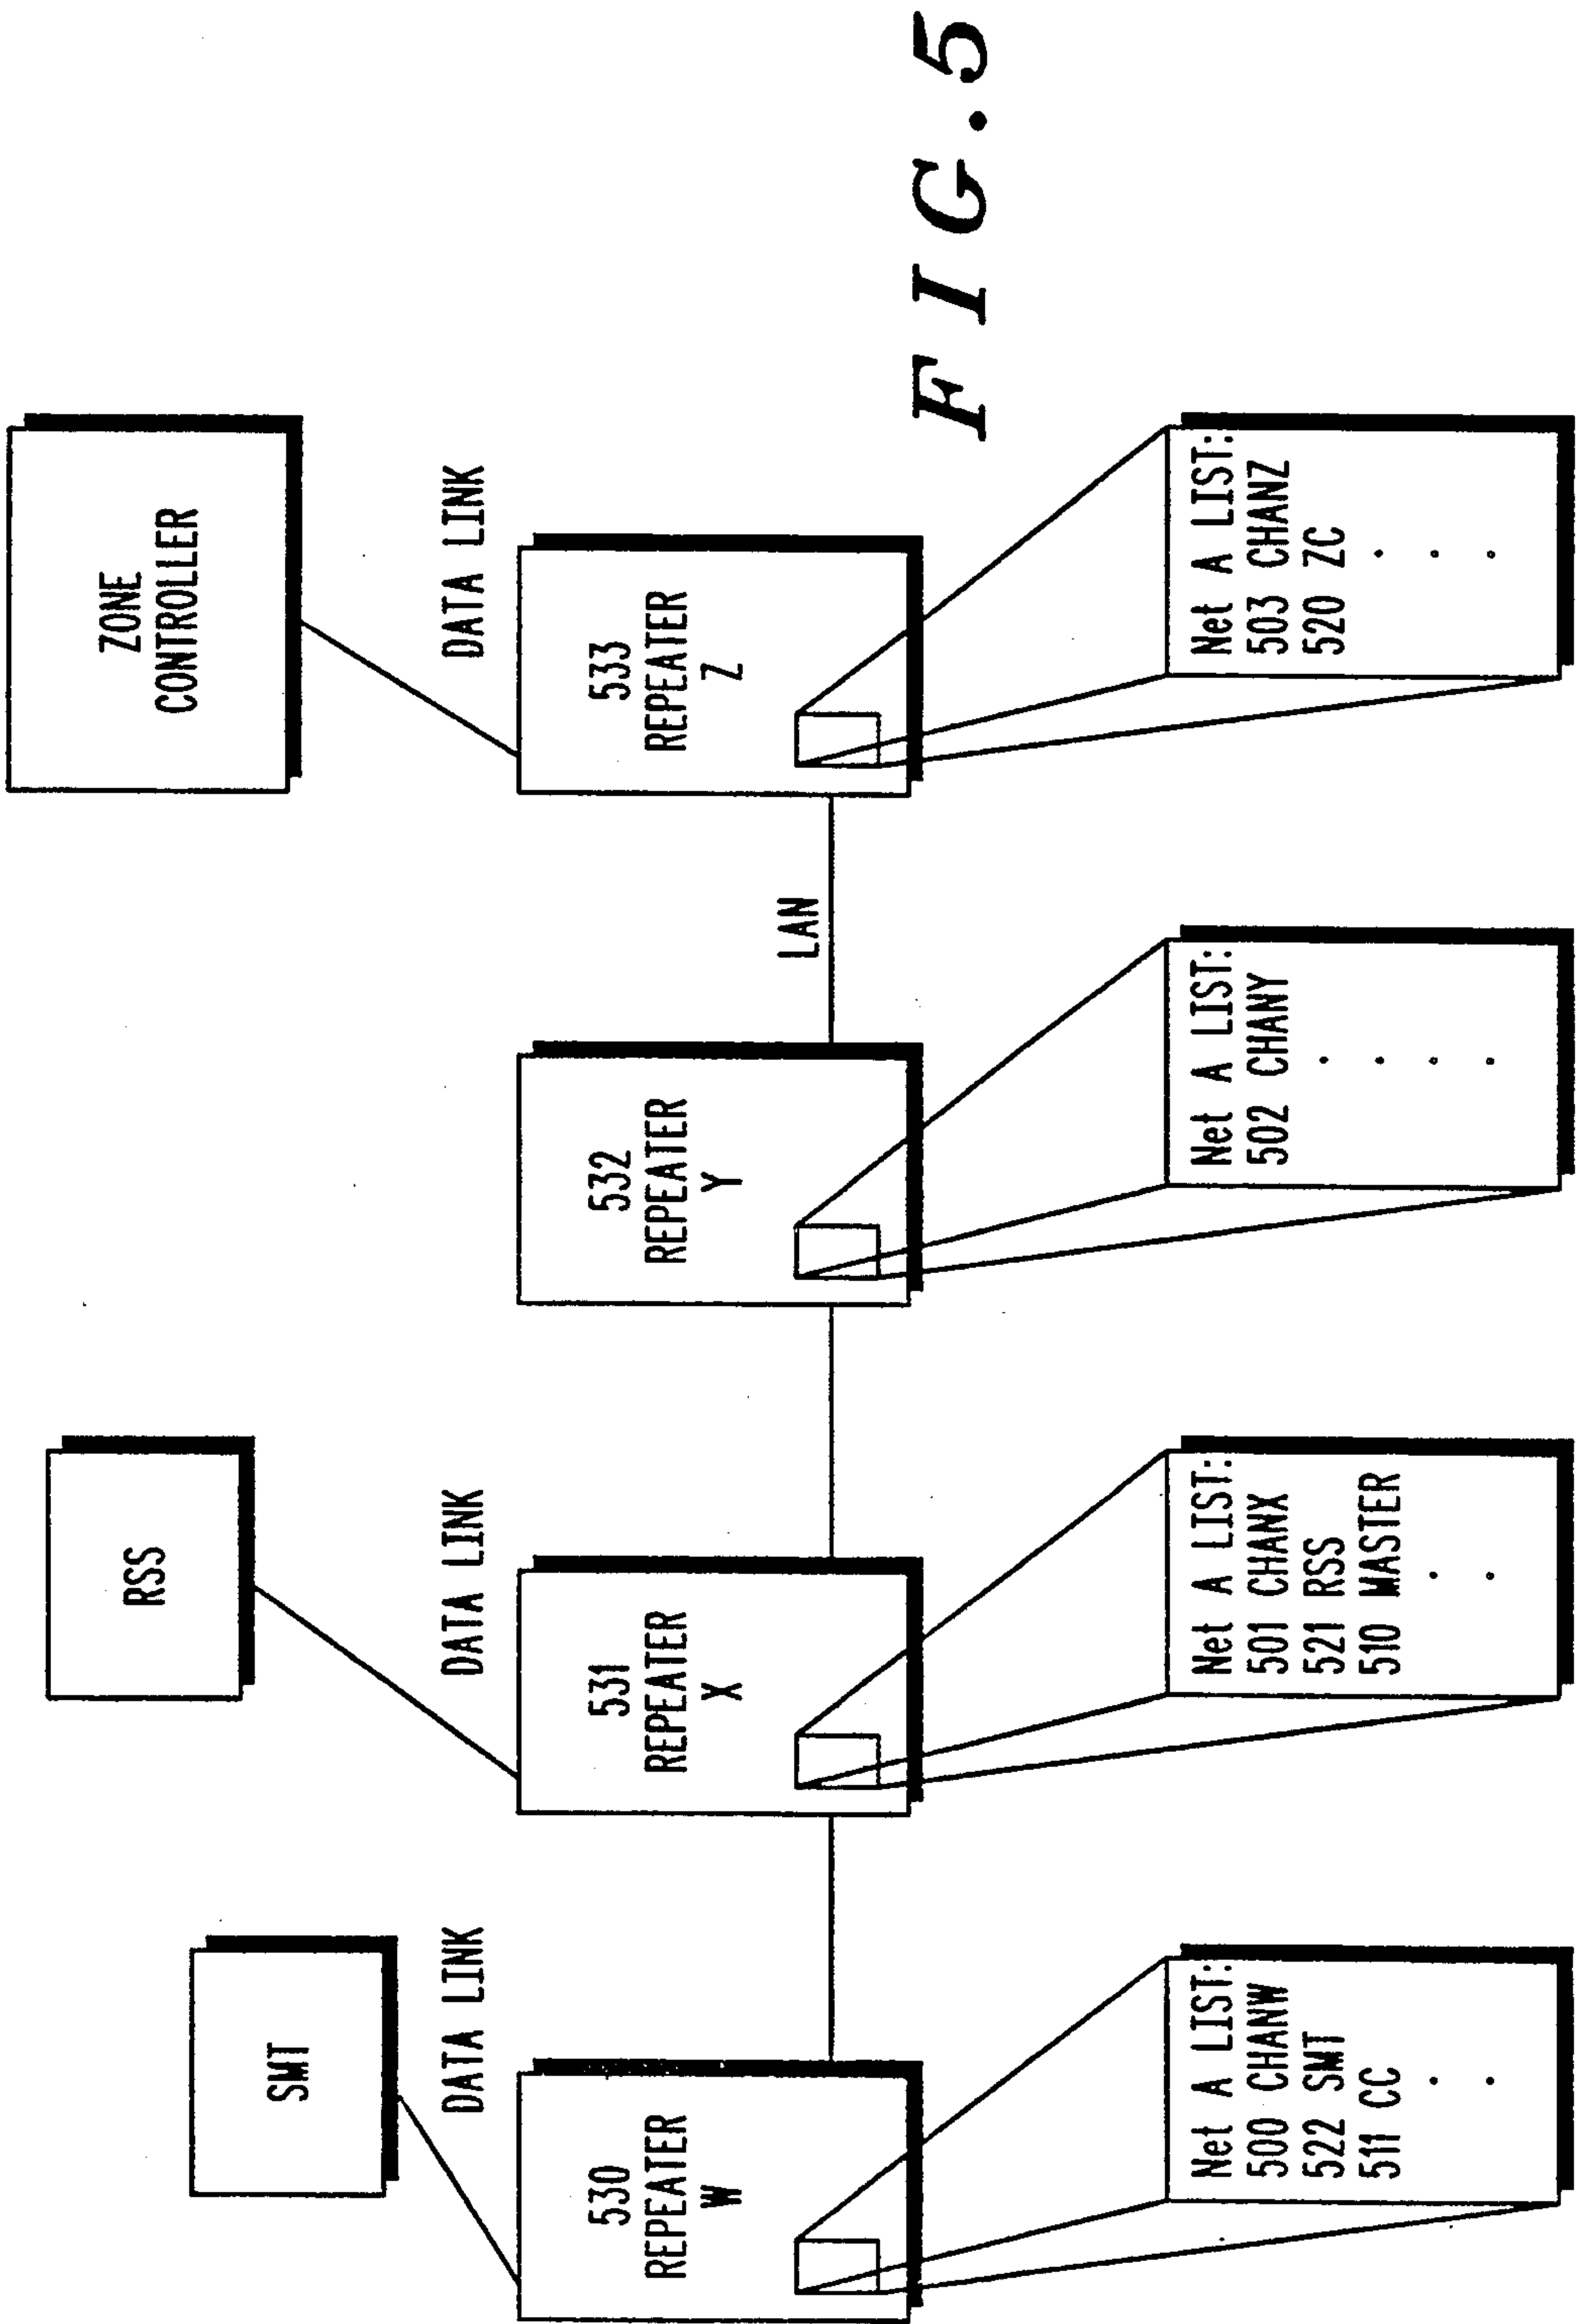 SMT
RSS
ZONE
CONTROLLER
DATA LINK
DATA LINK
DATA LINK
530
REPEATER
W
531
REPEATER
X
532
REPEATER
Y
533
REPEATER
Z
LAN
Net A LIST:
500 CHANW
522 SMT
511 CC
Net A LIST:
501 CHANX
521 RSS
510 MASTER
Net A LIST:
502 CHANY
Net A LIST:
503 CHANZ
520 ZC
FIG.5